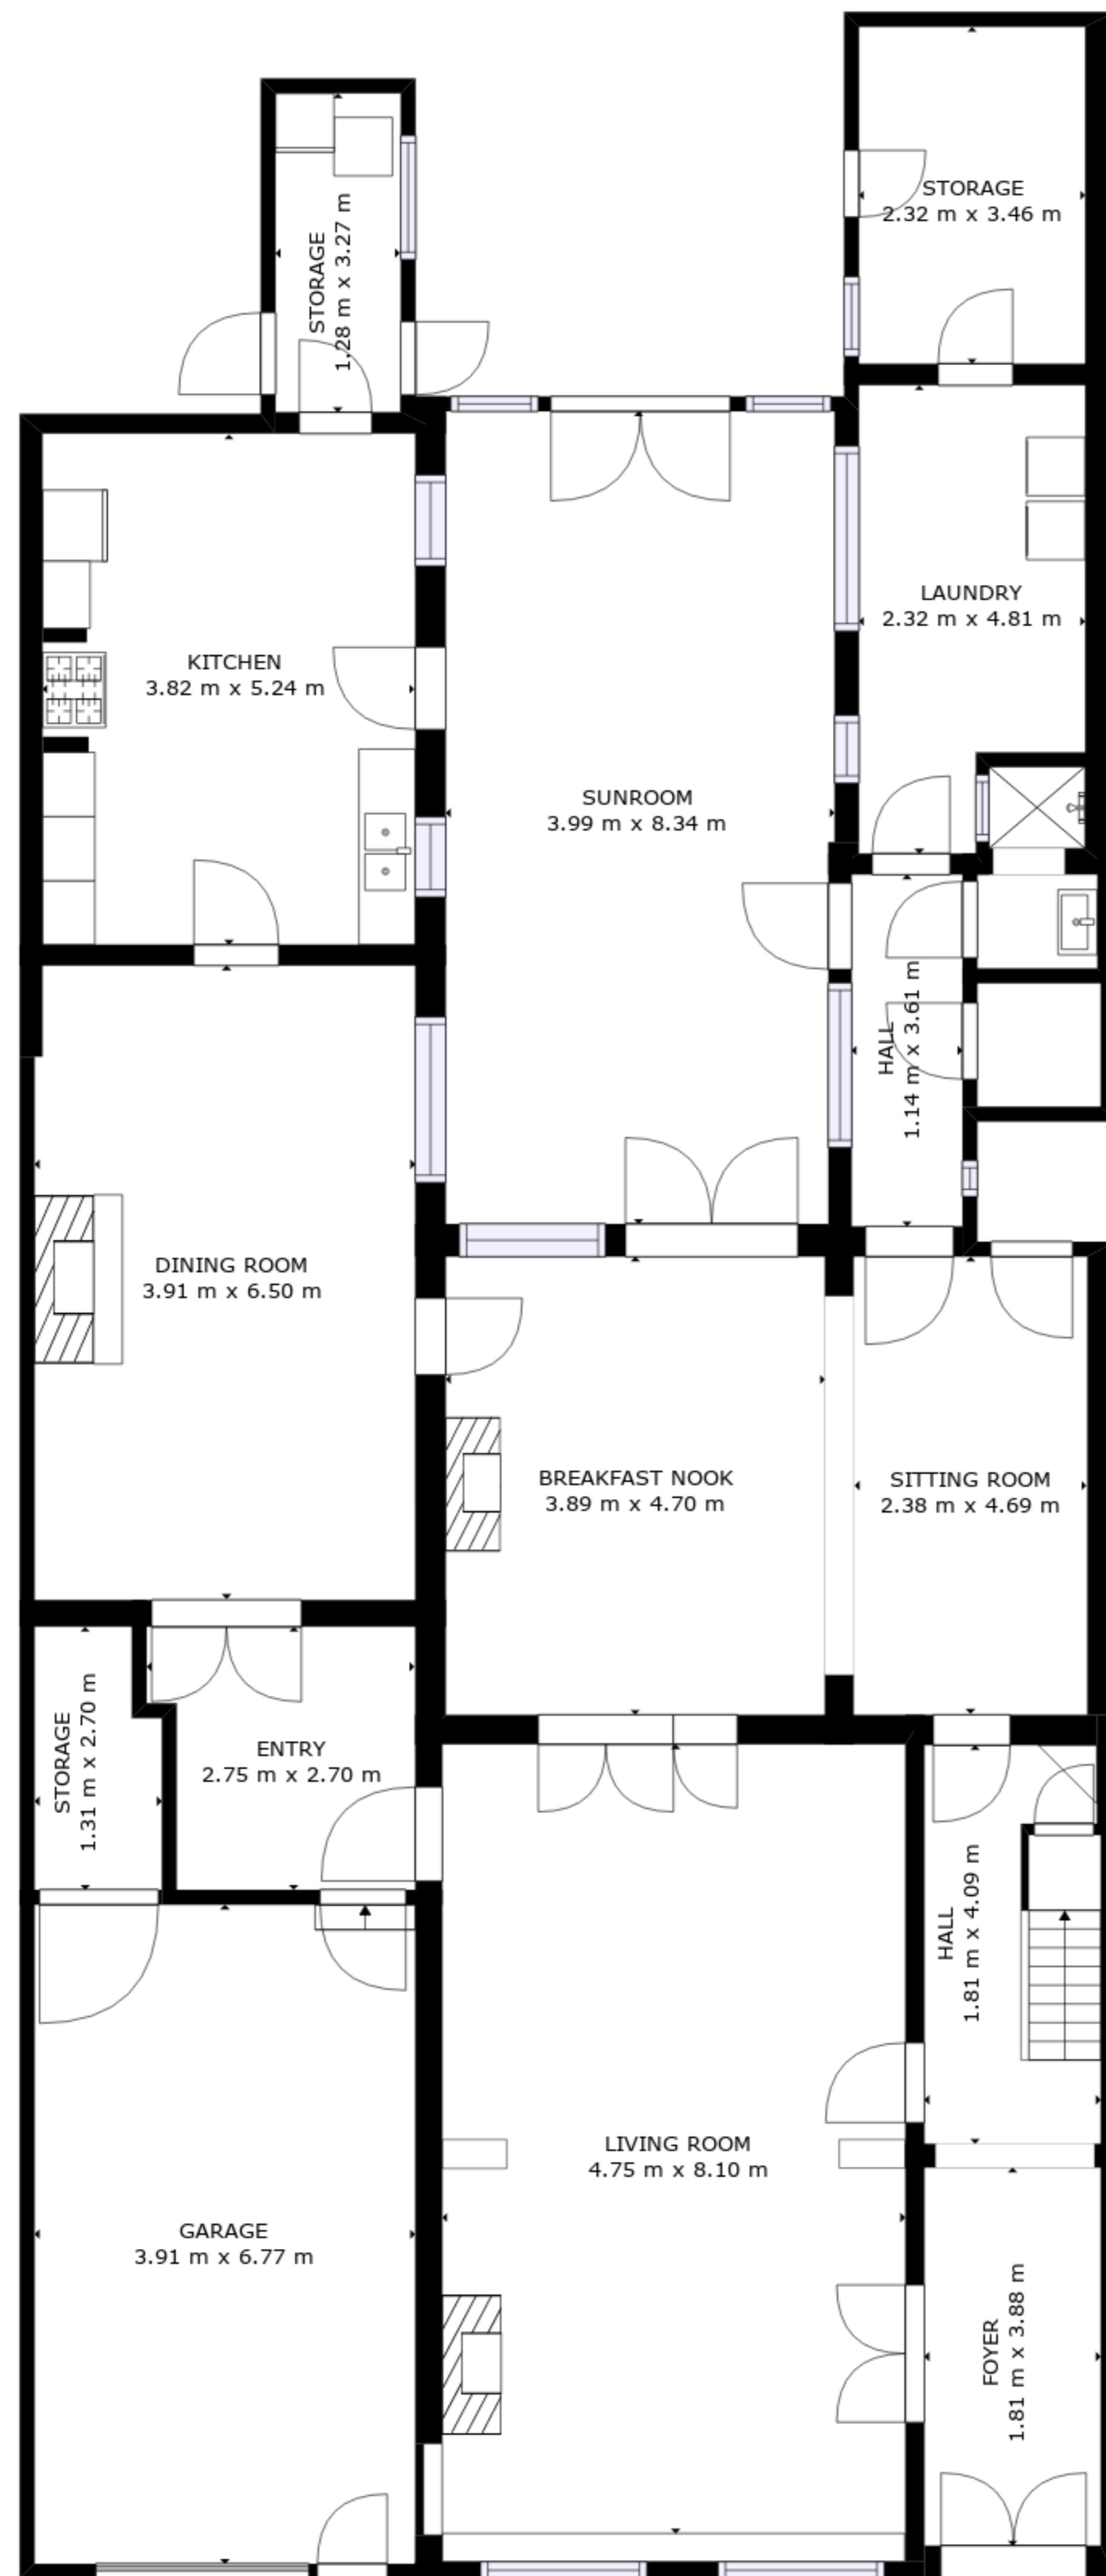 STORAGE
2.32 m x 3.46 m
STORAGE
1.28 m x 3.27 m
LAUNDRY
2.32 m x 4.81 m
KITCHEN
3.82 m x 5.24 m
SUNROOM
3.99 m x 8.34 m
HALL
1.14 m x 3.61 m
DINING ROOM
3.91 m x 6.50 m
BREAKFAST NOOK
3.89 m x 4.70 m
SITTING ROOM
2.38 m x 4.69 m
STORAGE
1.31 m x 2.70 m
ENTRY
2.75 m x 2.70 m
HALL
1.81 m x 4.09 m
LIVING ROOM
4.75 m x 8.10 m
GARAGE
3.91 m x 6.77 m
FOYER
1.81 m x 3.88 m